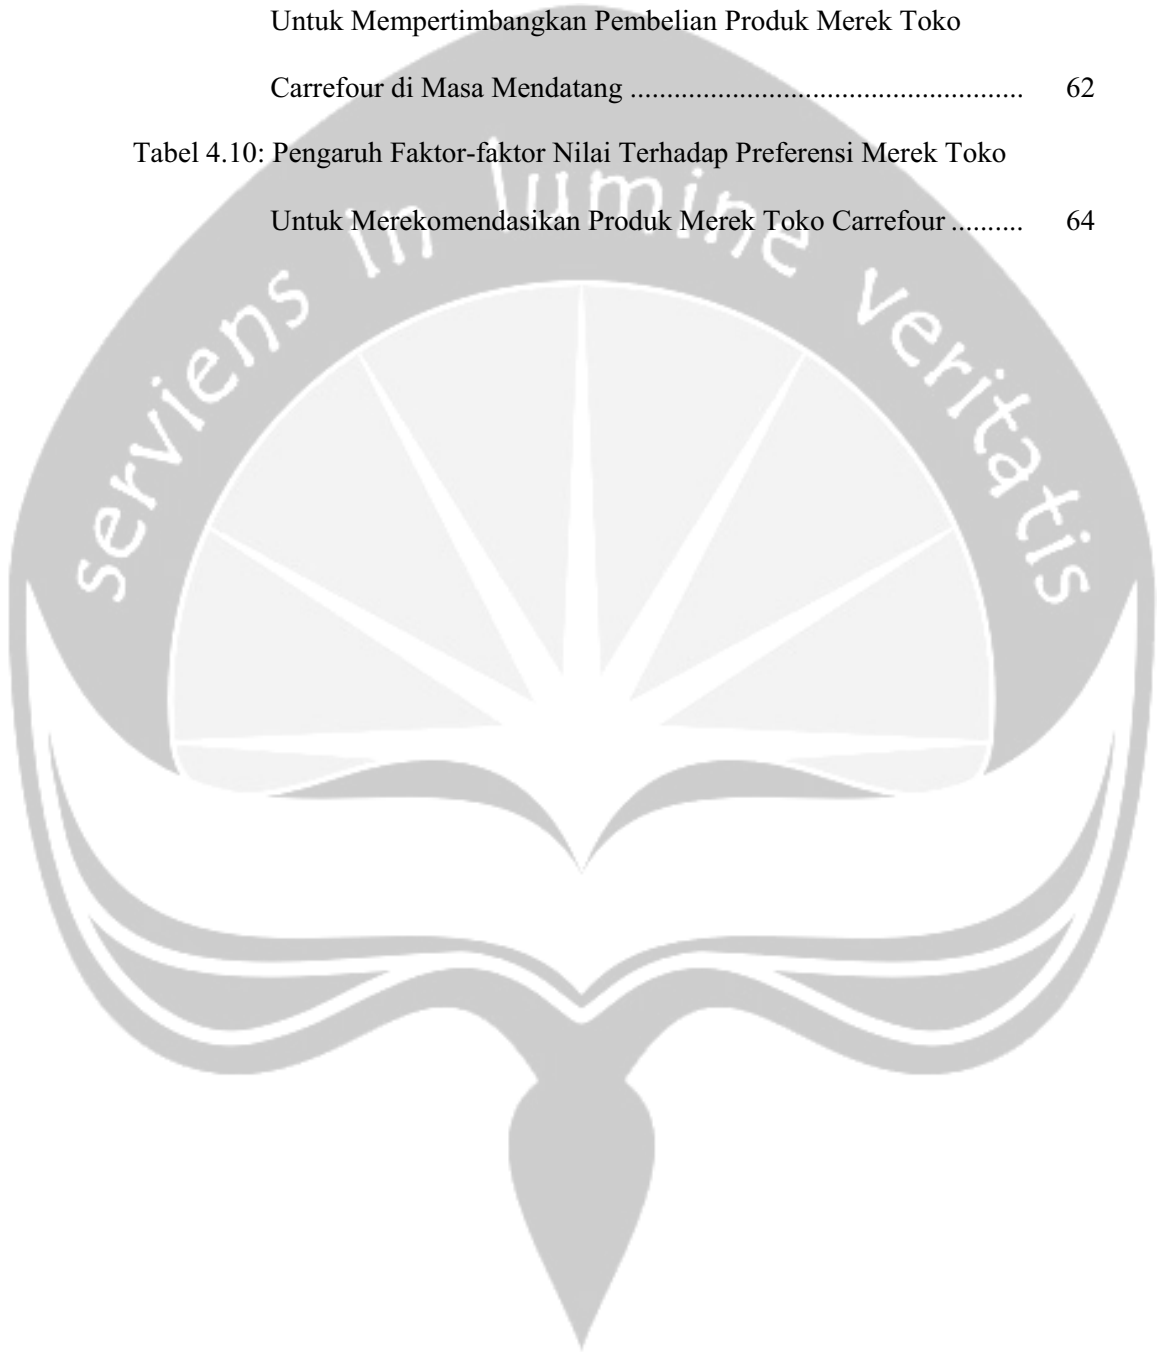 Untuk Mempertimbangkan Pembelian Produk Merek Toko
Carrefour di Masa Mendatang ...................................................... 62
Tabel 4.10: Pengaruh Faktor-faktor Nilai Terhadap Preferensi Merek Toko
Untuk Merekomendasikan Produk Merek Toko Carrefour .......... 64
serviens in lumine veritatis